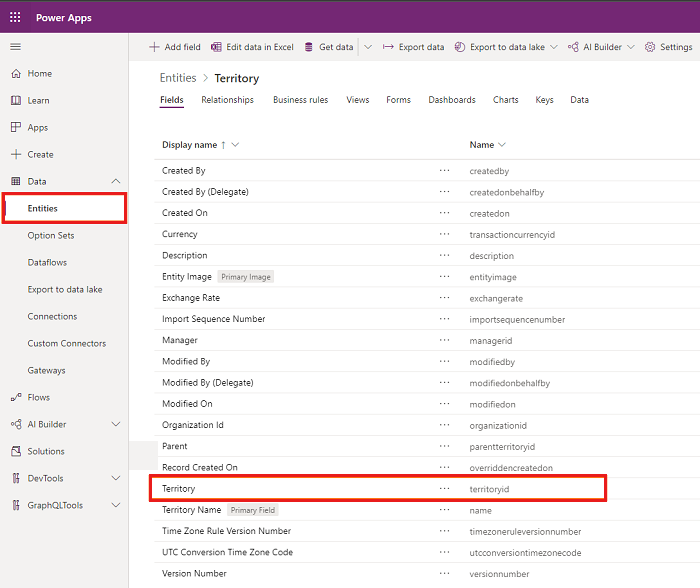 Power Apps
Add field Edit data in Excel Get data Export data Export to data lake AI Builder Settings
Home
Learn
Apps
Create
Data
Entities
Option Sets
Dataflows
Export to data lake
Connections
Custom Connectors
Gateways
Flows
AI Builder
Solutions
DevTools
GraphQLTools
Entities > Territory
Fields Relationships Business rules Views Forms Dashboards Charts Keys Data
Display name ↑ Name
Created By ··· createdby
Created By (Delegate) ··· createdonbehalfby
Created On ··· createdon
Currency ··· transactioncurrencyid
Description ··· description
Entity Image Primary Image ··· entityimage
Exchange Rate ··· exchangerate
Import Sequence Number ··· importsequencenumber
Manager ··· managerid
Modified By ··· modifiedby
Modified By (Delegate) ··· modifiedonbehalfby
Modified On ··· modifiedon
Organization Id ··· organizationid
Parent ··· parentterritoryid
Record Created On ··· overriddencreatedon
Territory ··· territoryid
Territory Name Primary Field ··· name
Time Zone Rule Version Number ··· timezoneruleversionnumber
UTC Conversion Time Zone Code ··· utcconversiontimezonecode
Version Number ··· versionnumber